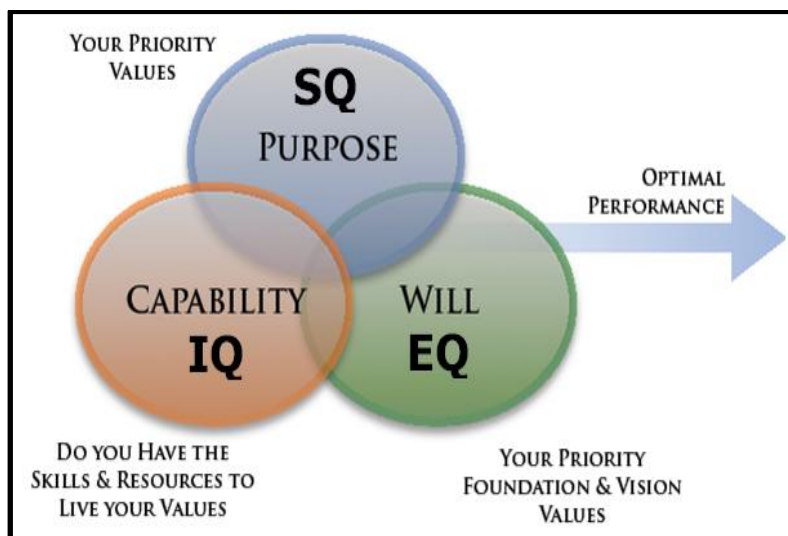 YOUR PRIORITY
VALUES
SQ
PURPOSE
OPTIMAL
PERFORMANCE
CAPABILITY
IQ
WILL
EQ
DO YOU HAVE THE
SKILLS & RESOURCES TO
LIVE YOUR VALUES
YOUR PRIORITY
FOUNDATION & VISION
VALUES